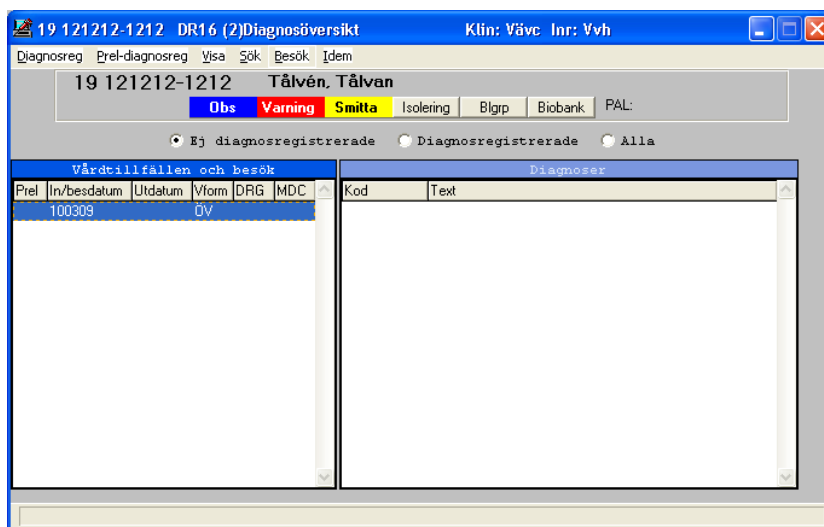 19 121212-1212 DR16 (2)Diagnosöversikt Klin: Vävc Inr: Vvh
Diagnosreg Prel-diagnosreg Visa Sök Besök Idem
19 121212-1212 Tålvén, Tålvan
Obs Varning Smitta Isolering Blgrp Biobank PAL:
Ej diagnosregistrerade Diagnosregistrerade Alla
Vårdtillfällen och besök Diagnoser
Prel In/besdatum Utdatum Vform DRG MDC Kod Text
100309 ÖV